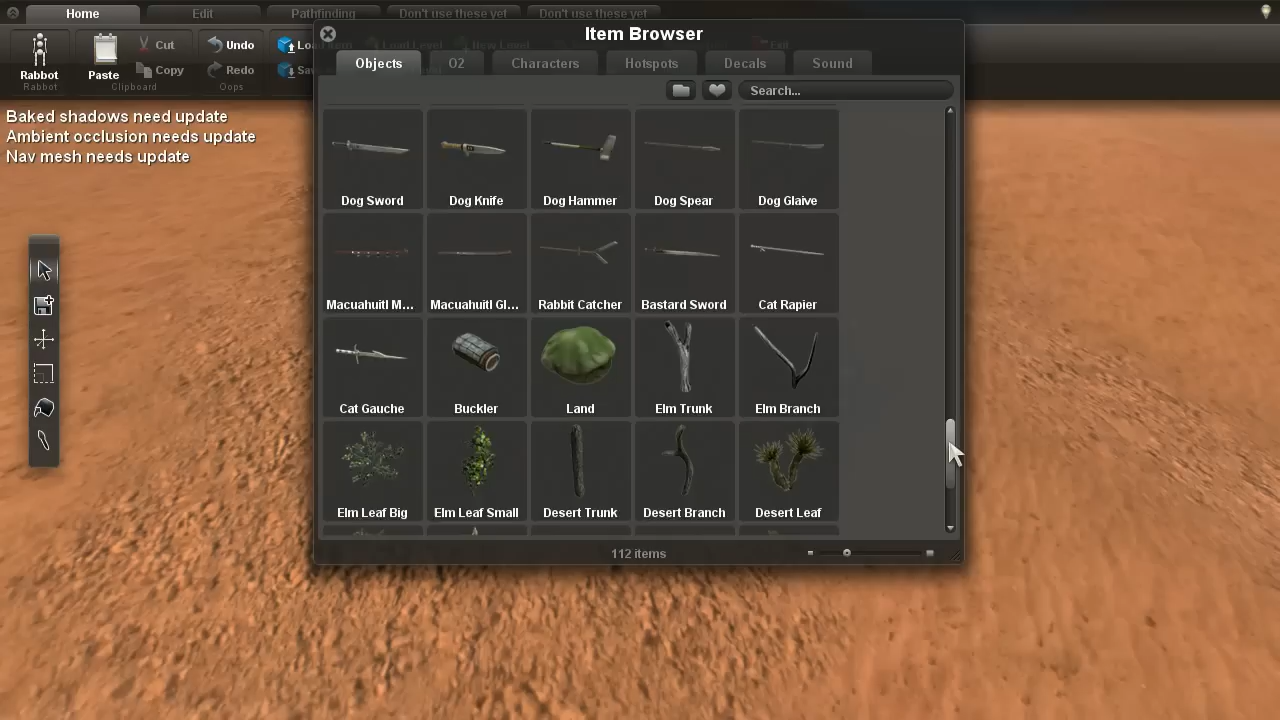 Home
Edit
Pathfinding
Don't use these yet
Don't use these yet
Item Browser
Rabbot
Rabbot
Paste
Cut
Copy
Clipboard
Undo
Redo
Oops
Objects
O2
Characters
Hotspots
Decals
Sound
Search...
Baked shadows need update
Ambient occlusion needs update
Nav mesh needs update
Dog Sword
Dog Knife
Dog Hammer
Dog Spear
Dog Glaive
Macuahuitl M...
Macuahuitl Gl...
Rabbit Catcher
Bastard Sword
Cat Rapier
Cat Gauche
Buckler
Land
Elm Trunk
Elm Branch
Elm Leaf Big
Elm Leaf Small
Desert Trunk
Desert Branch
Desert Leaf
112 items